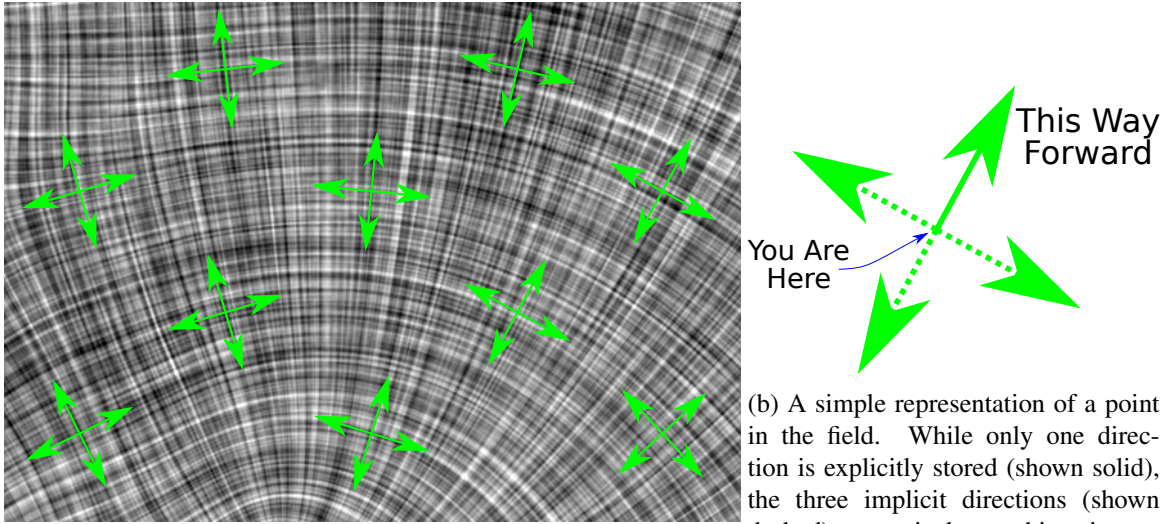 This Way
Forward
You Are
Here
(b) A simple representation of a point
in the field. While only one direc-
tion is explicitly stored (shown solid),
the three implicit directions (shown